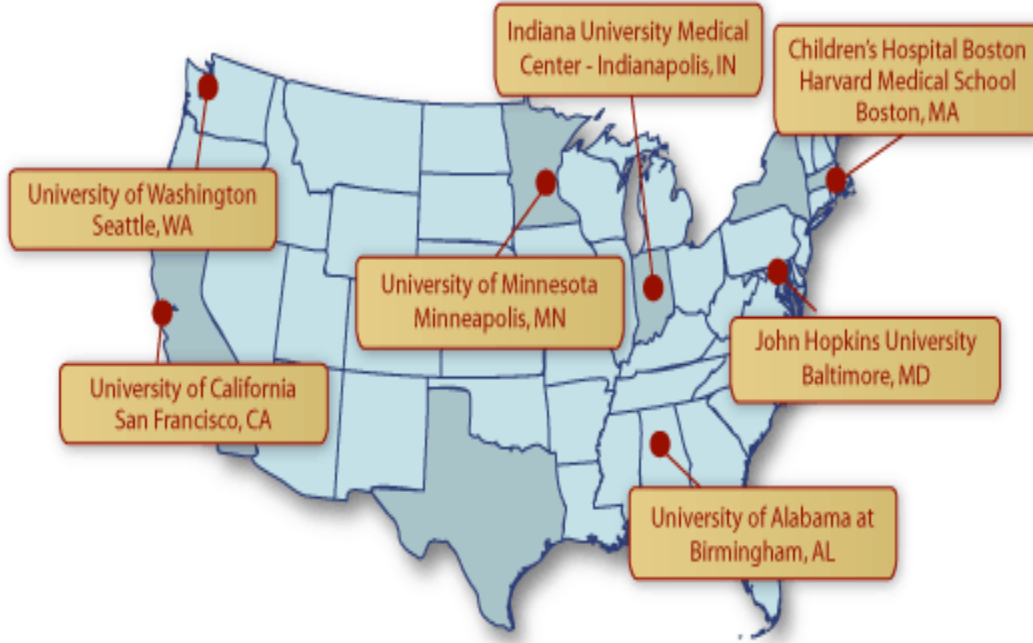 Indiana University Medical
Center - Indianapolis, IN
Children's Hospital Boston
Harvard Medical School
Boston, MA
University of Washington
Seattle, WA
University of Minnesota
Minneapolis, MN
John Hopkins University
Baltimore, MD
University of California
San Francisco, CA
University of Alabama at
Birmingham, AL